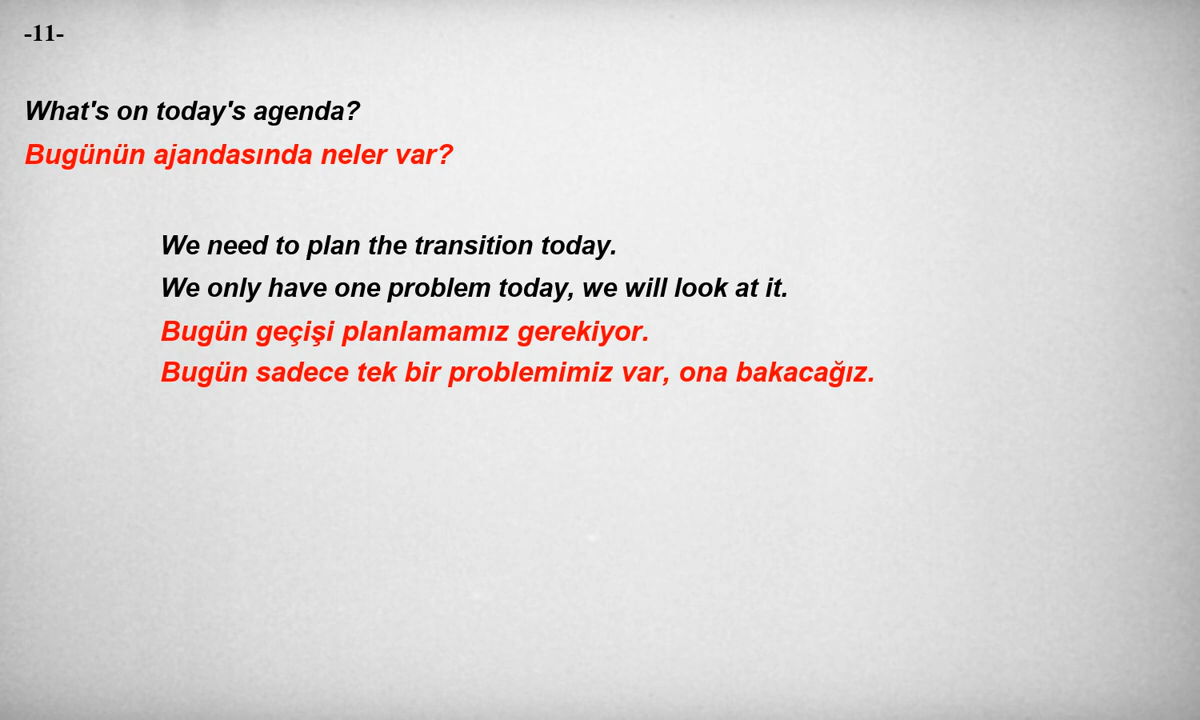 -11-
What's on today's agenda?
Bugünün ajandasında neler var?
We need to plan the transition today.
We only have one problem today, we will look at it.
Bugün geçişi planlamamız gerekiyor.
Bugün sadece tek bir problemimiz var, ona bakacağız.